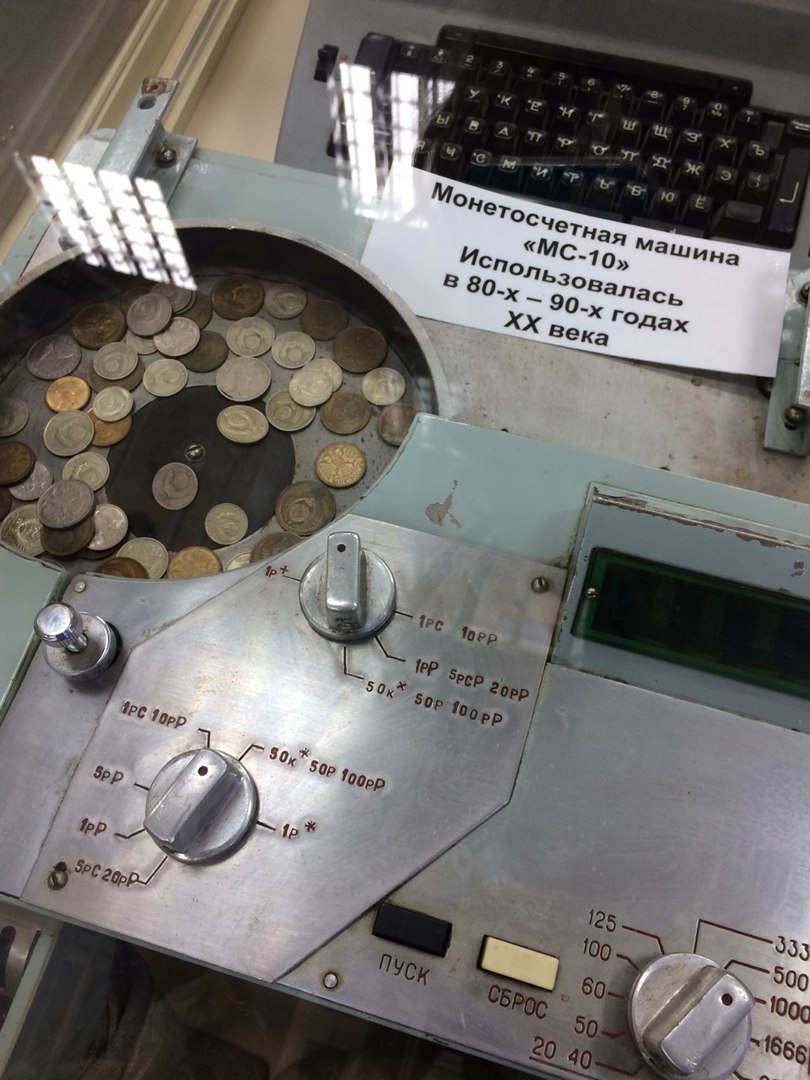 У К Е Н Г Ш Щ З Х Ъ
Ы В А П Р О Л Д Ж Э
Я Ч С М И Т Ь Б Ю Ё
Монетосчетная машина
«МС-10»
Использовалась
в 80-х – 90-х годах
XX века
1р*
1рС 10рР
1рР 5рСР 20рР
50к* 50Р 100рР
1рС 10рР
50к* 50Р 100рР
5рР
1рР
1р*
5рС 20рР
ПУСК
СБРОС
125
100
60
50
20 40
333
500
1000
1666